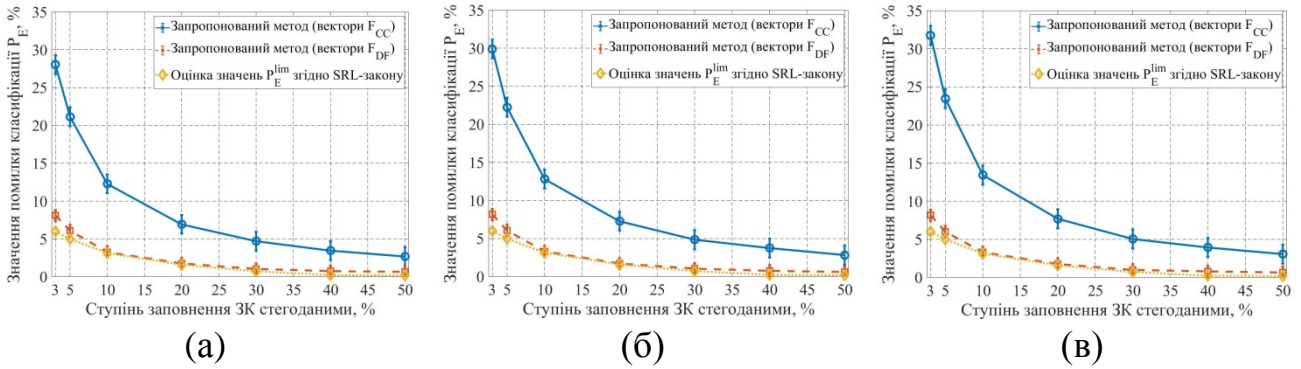 Значення помилки класифікації P_E, %
35
30
25
20
15
10
5
0
Запропонований метод (вектори F_CC)
Запропонований метод (вектори F_DF)
Оцінка значень P_E^lim згідно SRL-закону
3 5 10 15 20 25 30 35 40 45 50
Ступінь заповнення ЗК стегоданими, %
(а)
Значення помилки класифікації P_E, %
35
30
25
20
15
10
5
0
Запропонований метод (вектори F_CC)
Запропонований метод (вектори F_DF)
Оцінка значень P_E^lim згідно SRL-закону
3 5 10 15 20 25 30 35 40 45 50
Ступінь заповнення ЗК стегоданими, %
(б)
Значення помилки класифікації P_E, %
35
30
25
20
15
10
5
0
Запропонований метод (вектори F_CC)
Запропонований метод (вектори F_DF)
Оцінка значень P_E^lim згідно SRL-закону
3 5 10 15 20 25 30 35 40 45 50
Ступінь заповнення ЗК стегоданими, %
(в)